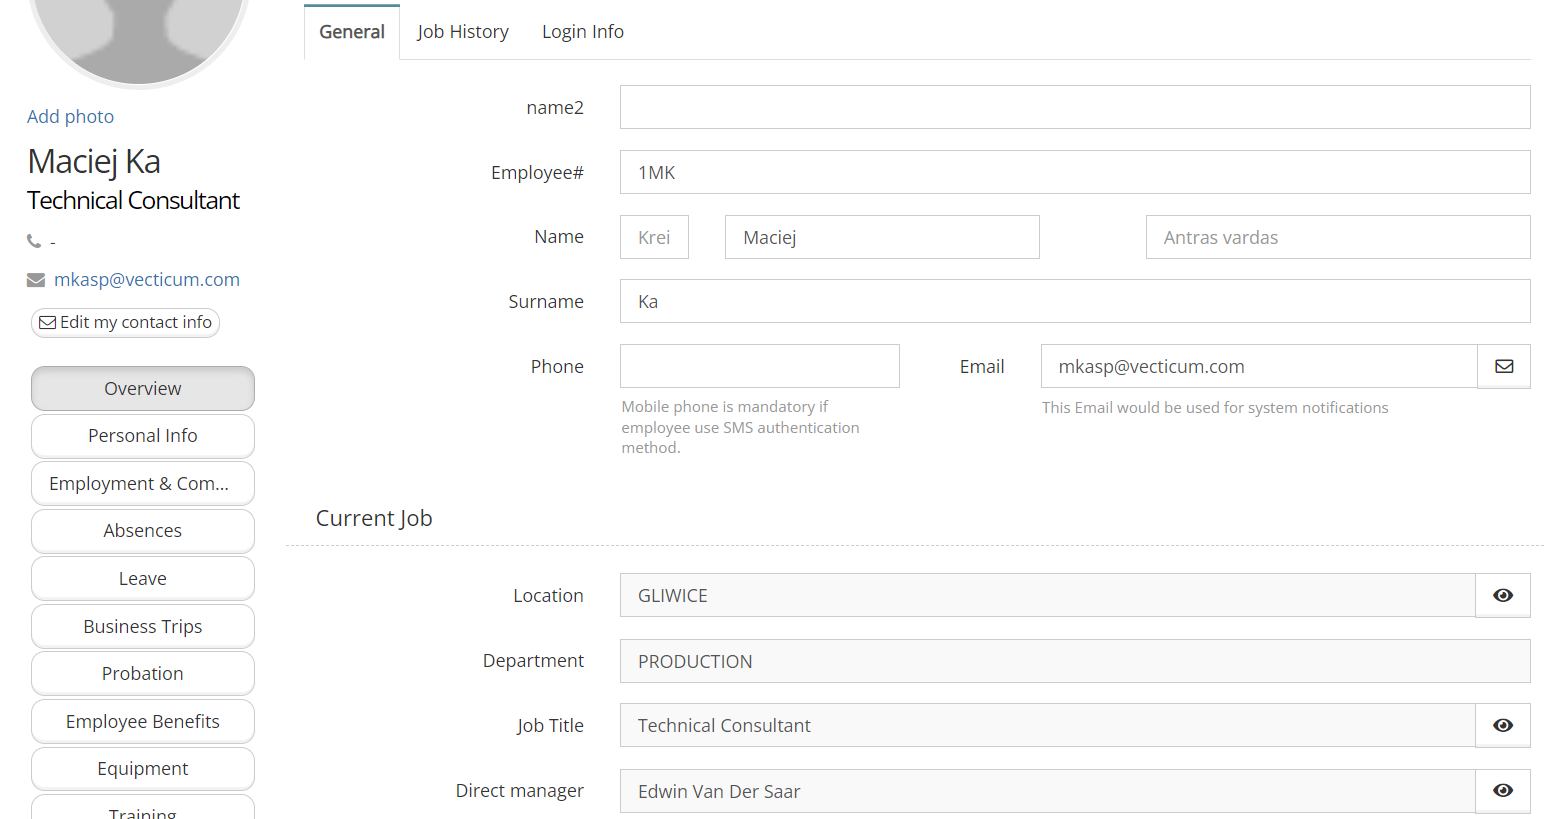 General Job History Login Info
Add photo
Maciej Ka
Technical Consultant
-
mkasp@vecticum.com
Edit my contact info
Overview
Personal Info
Employment & Com...
Absences
Leave
Business Trips
Probation
Employee Benefits
Equipment
Training
name2
Employee# 1MK
Name Krei Maciej Antras vardas
Surname Ka
Phone Email mkasp@vecticum.com
Mobile phone is mandatory if
employee use SMS authentication
method.
This Email would be used for system notifications
Current Job
Location GLIWICE
Department PRODUCTION
Job Title Technical Consultant
Direct manager Edwin Van Der Saar